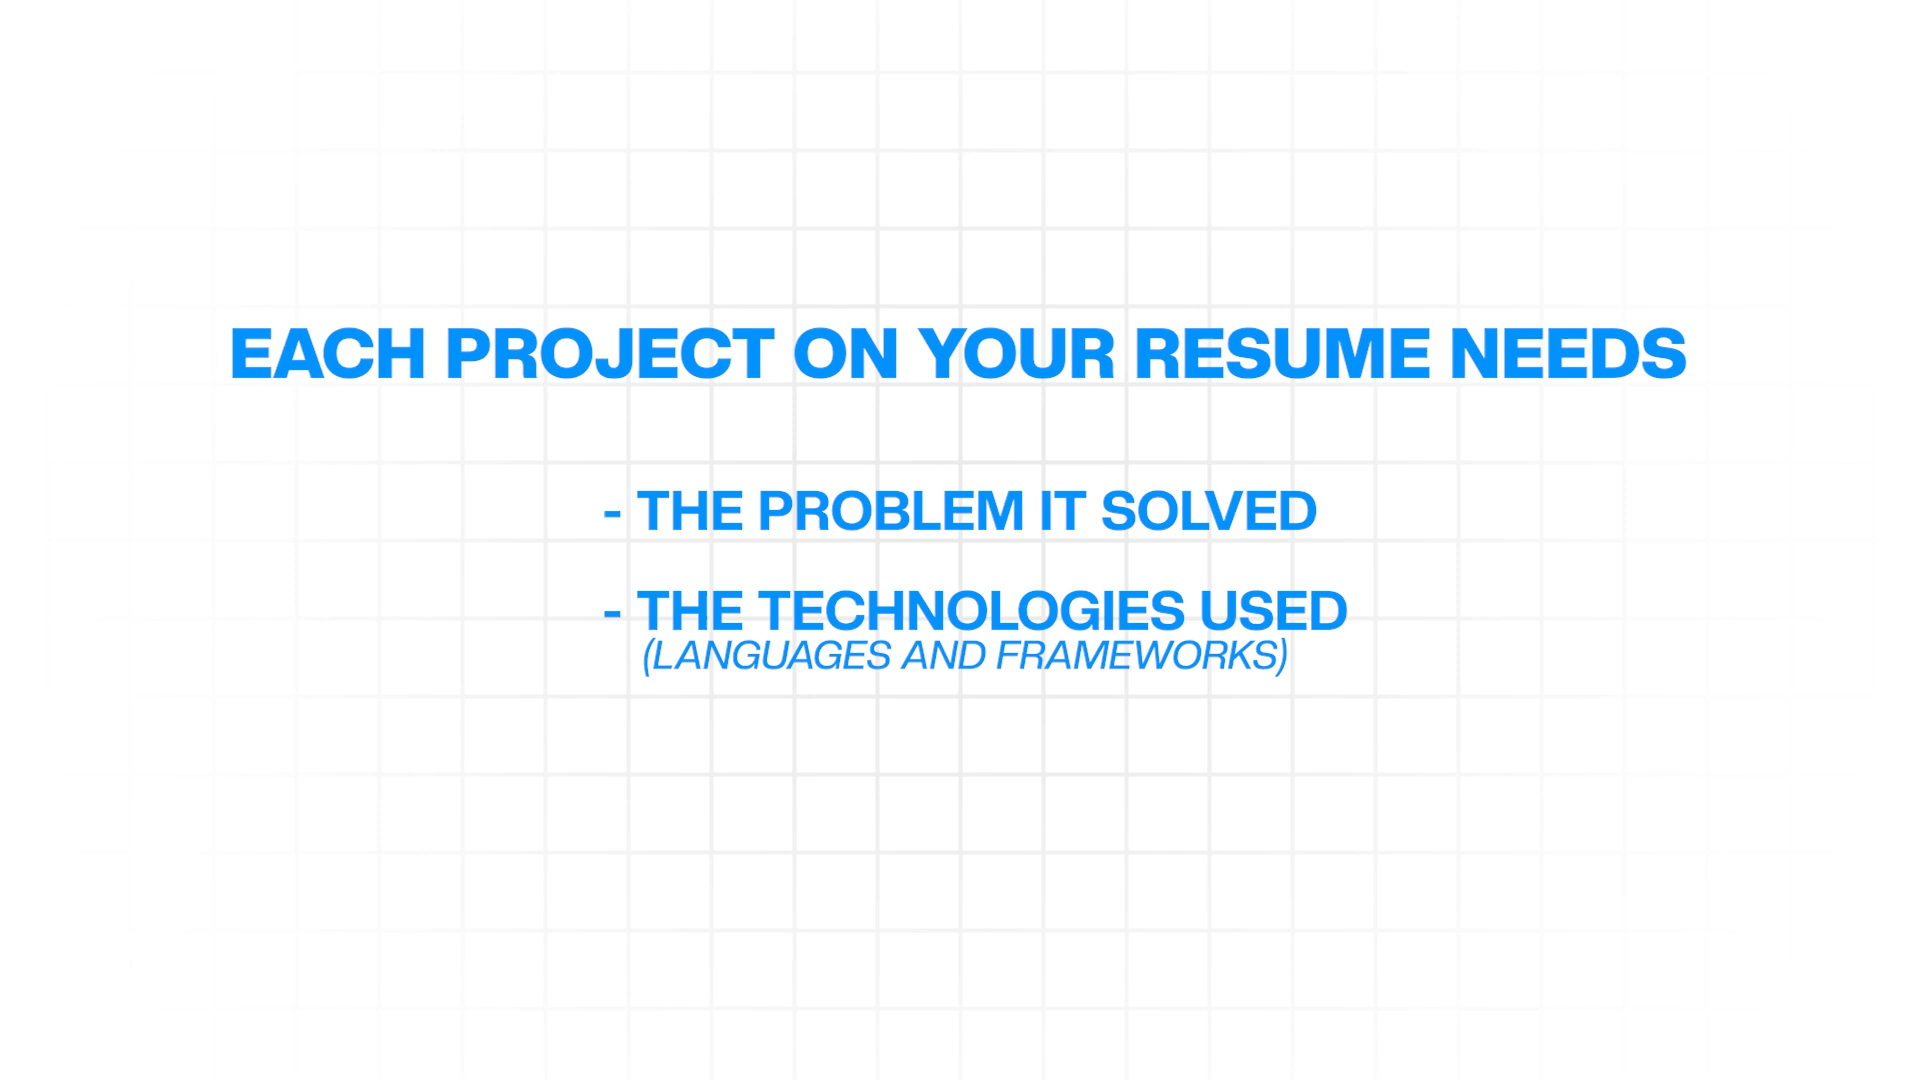 EACH PROJECT ON YOUR RESUME NEEDS
- THE PROBLEM IT SOLVED
- THE TECHNOLOGIES USED
(LANGUAGES AND FRAMEWORKS)